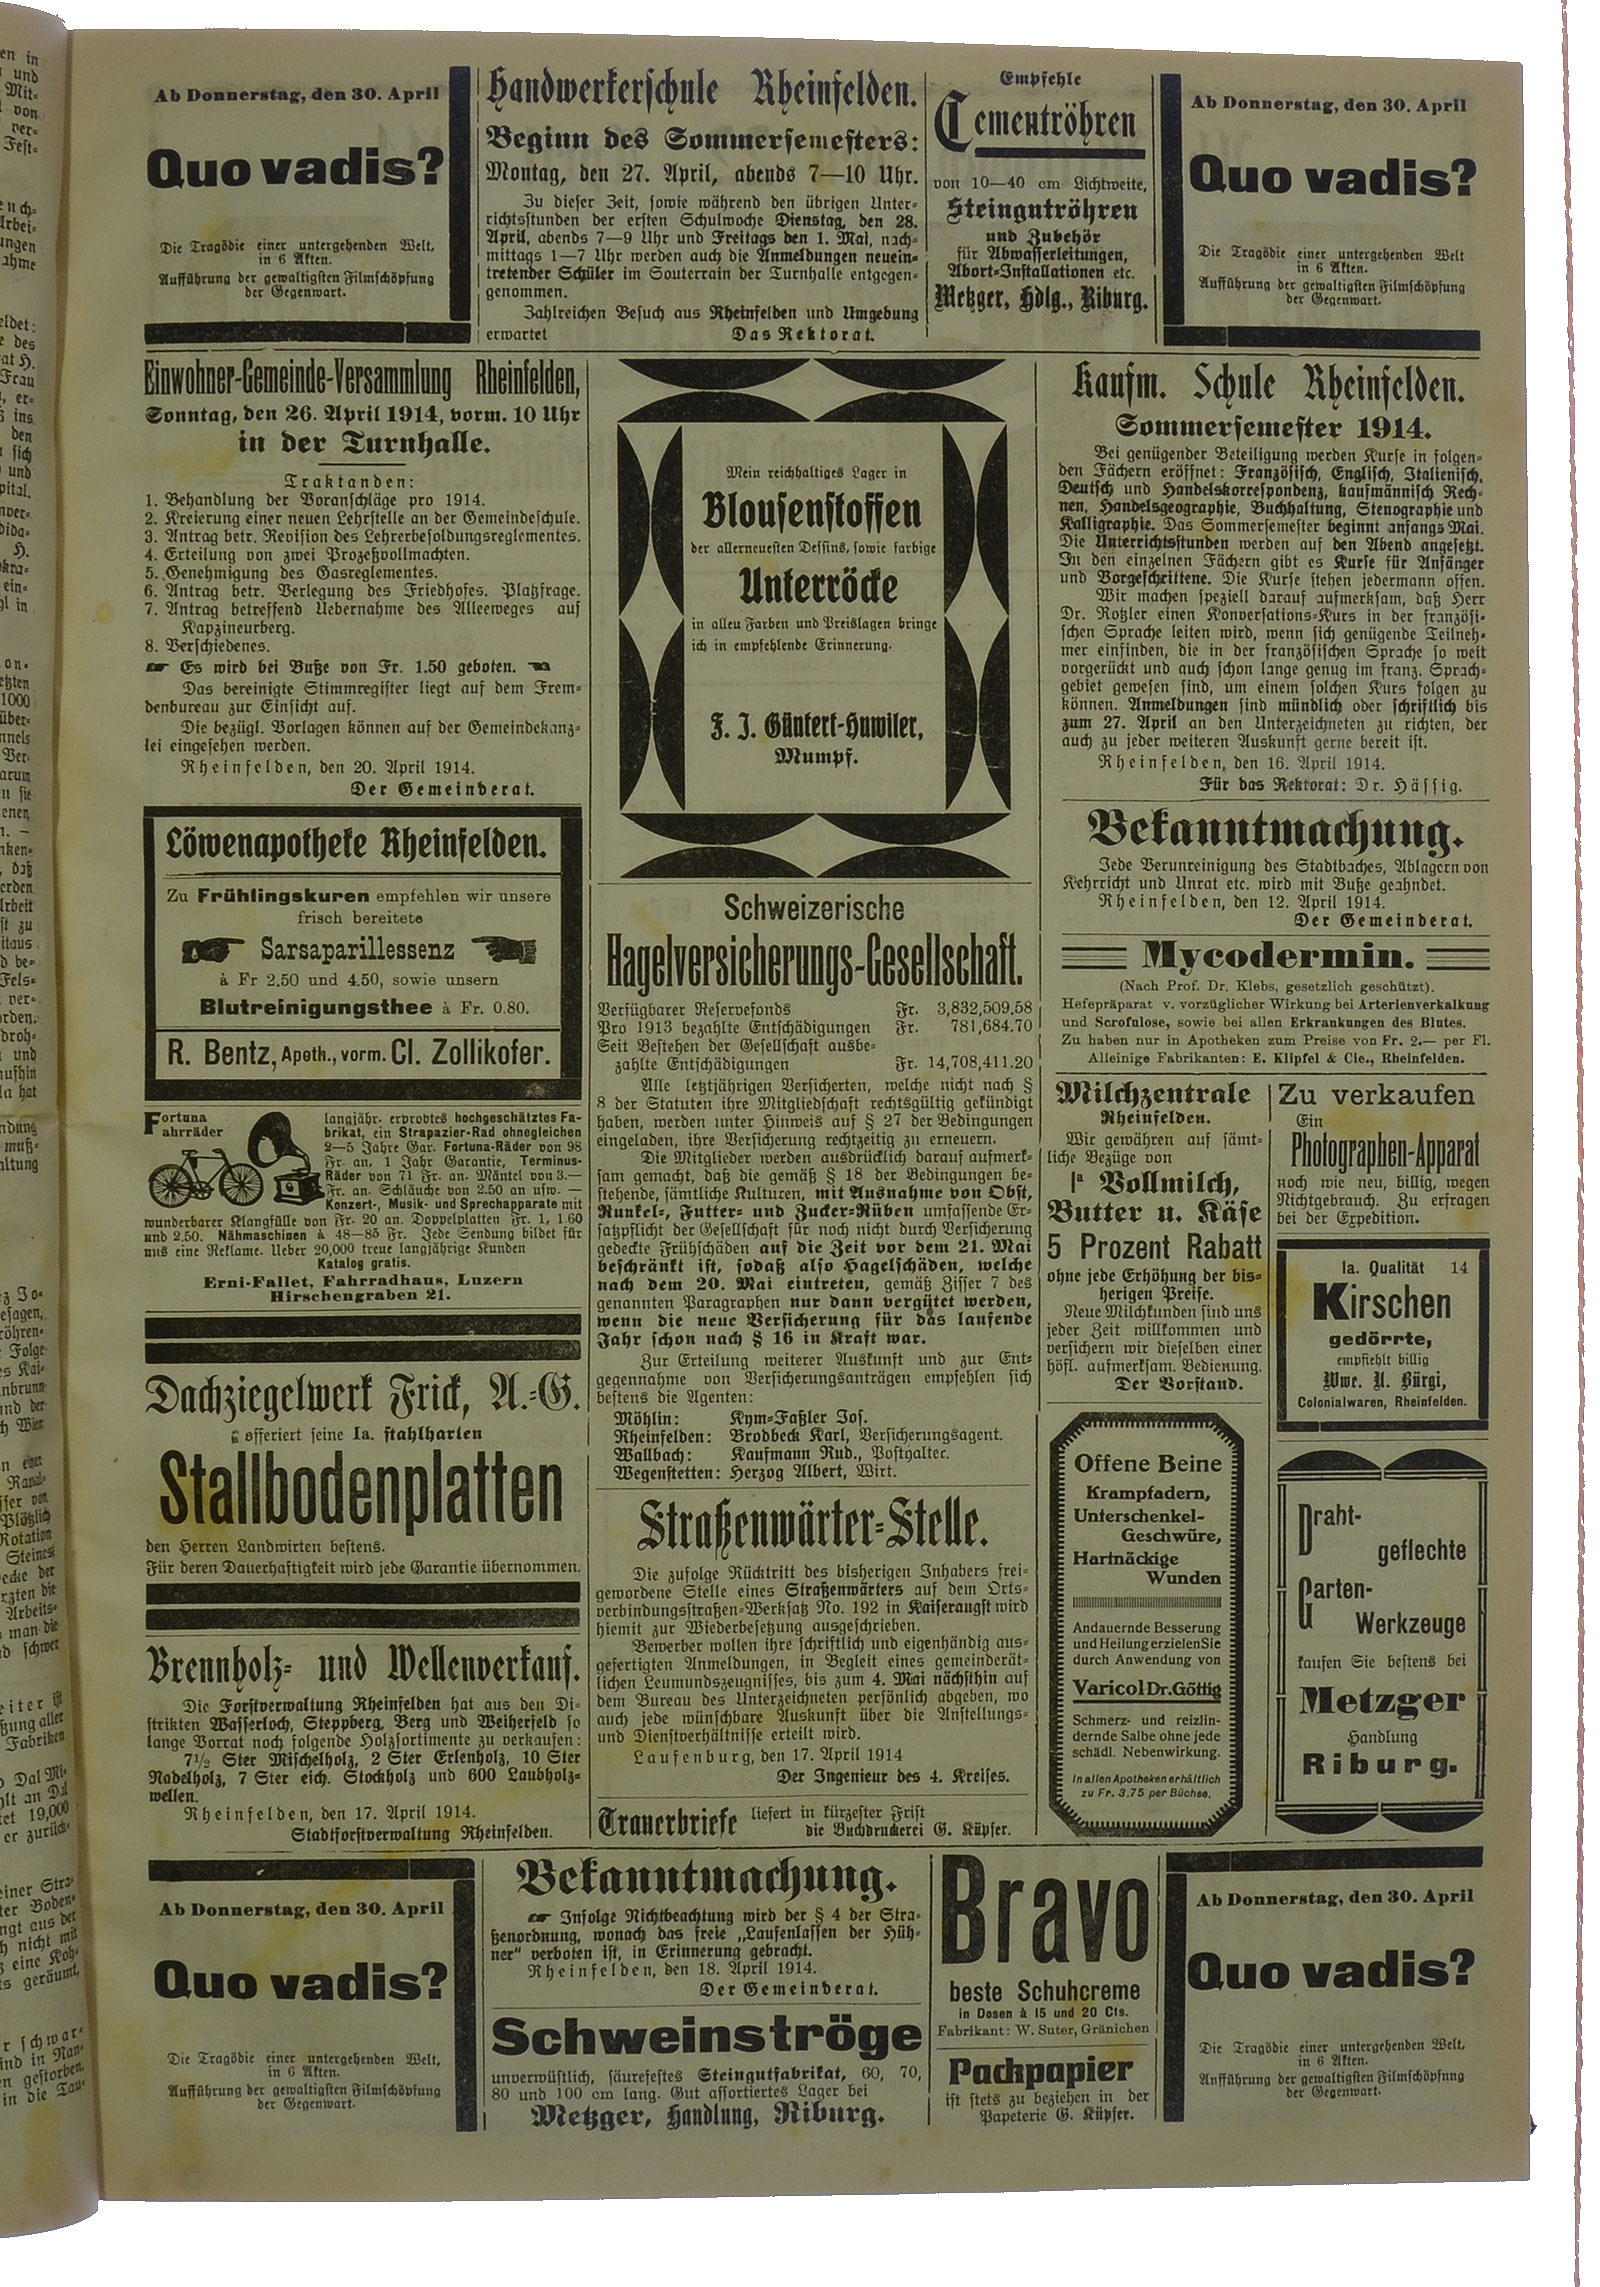 Ab Donnerstag, den 30. April
Quo vadis?
Die Tragödie einer untergehenden Welt,
in 6 Akten.
Aufführung der gewaltigsten Filmschöpfung
der Gegenwart.
Handwerkerschule Rheinfelden.
Beginn des Sommersemesters:
Montag, den 27. April, abends 7—10 Uhr.
Zu dieser Zeit, sowie während den übrigen Unter-
richtsstunden der ersten Schulwoche Dienstag, den 28.
April, abends 7—9 Uhr und Freitags den 1. Mai, nach-
mittags 1—7 Uhr werden auch die Anmeldungen neuein-
tretender Schüler im Souterrain der Turnhalle entgegen-
genommen.
Zahlreichen Besuch aus Rheinfelden und Umgebung
erwartet Das Rektorat.
Empfehle
Cementröhren
von 10—40 cm Lichtweite,
Steingutröhren
und Zubehör
für Abwasserleitungen,
Abort-Installationen etc.
Metzger, Hdlg., Riburg.
Ab Donnerstag, den 30. April
Quo vadis?
Die Tragödie einer untergehenden Welt
in 6 Akten.
Aufführung der gewaltigsten Filmschöpfung
der Gegenwart.
Einwohner-Gemeinde-Versammlung Rheinfelden,
Sonntag, den 26. April 1914, vorm. 10 Uhr
in der Turnhalle.
Traktanden:
1. Behandlung der Voranschläge pro 1914.
2. Kreierung einer neuen Lehrstelle an der Gemeindeschule.
3. Antrag betr. Revision des Lehrerbesoldungsreglementes.
4. Erteilung von zwei Prozeßvollmachten.
5. Genehmigung des Gasreglementes.
6. Antrag betr. Verlegung des Friedhofes. Platzfrage.
7. Antrag betreffend Uebernahme des Alleeweges auf
Kapzineurberg.
8. Verschiedenes.
☛ Es wird bei Buße von Fr. 1.50 geboten. ☚
Das bereinigte Stimmregister liegt auf dem Frem-
denbureau zur Einsicht auf.
Die bezügl. Vorlagen können auf der Gemeindekanz-
lei eingesehen werden.
Rheinfelden, den 20. April 1914.
Der Gemeinderat.
Löwenapotheke Rheinfelden.
Zu Frühlingskuren empfehlen wir unsere
frisch bereitete
Sarsaparillessenz
à Fr 2.50 und 4.50, sowie unsern
Blutreinigungsthee à Fr. 0.80.
R. Bentz, Apoth., vorm. Cl. Zollikofer.
Fortuna
Fahrräder
langjähr. erprobtes hochgeschätztes Fa-
brikat, ein Strapazier-Rad ohnegleichen
2—5 Jahre Gar. Fortuna-Räder von 98
Fr. an. 1 Jahr Garantie, Terminus-
Räder von 71 Fr. an. Mäntel von 3.—
Fr. an. Schläuche von 2.50 an usw. —
Konzert-, Musik- und Sprechapparate mit
wunderbarer Klangfülle von Fr. 20 an. Doppelplatten Fr. 1, 1.60
und 2.50. Nähmaschinen à 48—85 Fr. Jede Sendung bildet für
uns eine Reklame. Ueber 20,000 treue langjährige Kunden
Katalog gratis.
Erni-Fallet, Fahrradhaus, Luzern
Hirschengraben 21.
Dachziegelwerk Frick, A.-G.
offeriert seine Ia. stahlharten
Stallbodenplatten
den Herren Landwirten bestens.
Für deren Dauerhaftigkeit wird jede Garantie übernommen.
Brennholz- und Wellenverkauf.
Die Forstverwaltung Rheinfelden hat aus den Di-
strikten Wasserloch, Steppberg, Berg und Weiherfeld so
lange Vorrat noch folgende Holzsortimente zu verkaufen:
7½ Ster Mischelholz, 2 Ster Erlenholz, 10 Ster
Nadelholz, 7 Ster eich. Stockholz und 600 Laubholz-
wellen.
Rheinfelden, den 17. April 1914.
Stadtforstverwaltung Rheinfelden.
Mein reichhaltiges Lager in
Blousenstoffen
der allerneuesten Dessins, sowie farbige
Unterröcke
in allen Farben und Preislagen bringe
ich in empfehlende Erinnerung.
F. J. Güntert-Huwiler,
Mumpf.
Schweizerische
Hagelversicherungs-Gesellschaft.
Verfügbarer Reservefonds Fr. 3,832,509.58
Pro 1913 bezahlte Entschädigungen Fr. 781,684.70
Seit Bestehen der Gesellschaft ausbe-
zahlte Entschädigungen Fr. 14,708,411.20
Alle letztjährigen Versicherten, welche nicht nach §
8 der Statuten ihre Mitgliedschaft rechtsgültig gekündigt
haben, werden unter Hinweis auf § 27 der Bedingungen
eingeladen, ihre Versicherung rechtzeitig zu erneuern.
Die Mitglieder werden ausdrücklich darauf aufmerk-
sam gemacht, daß die gemäß § 18 der Bedingungen be-
stehende, sämtliche Kulturen, mit Ausnahme von Obst,
Runkel-, Futter- und Zucker-Rüben umfassende Er-
satzpflicht der Gesellschaft für noch nicht durch Versicherung
gedeckte Frühschäden auf die Zeit vor dem 21. Mai
beschränkt ist, sodaß also Hagelschäden, welche
nach dem 20. Mai eintreten, gemäß Ziffer 7 des
genannten Paragraphen nur dann vergütet werden,
wenn die neue Versicherung für das laufende
Jahr schon nach § 16 in Kraft war.
Zur Erteilung weiterer Auskunft und zur Ent-
gegennahme von Versicherungsanträgen empfehlen sich
bestens die Agenten:
Möhlin: Kym-Faßler Jos.
Rheinfelden: Brodbeck Karl, Versicherungsagent.
Wallbach: Kaufmann Rud., Posthalter.
Wegenstetten: Herzog Albert, Wirt.
Straßenwärter-Stelle.
Die zufolge Rücktritt des bisherigen Inhabers frei-
gewordene Stelle eines Straßenwärters auf dem Orts-
verbindungsstraßen-Werksatz No. 192 in Kaiseraugst wird
hiemit zur Wiederbesetzung ausgeschrieben.
Bewerber wollen ihre schriftlich und eigenhändig aus-
gefertigten Anmeldungen, in Begleit eines gemeinderät-
lichen Leumundszeugnisses, bis zum 4. Mai nächsthin auf
dem Bureau des Unterzeichneten persönlich abgeben, wo
auch jede wünschbare Auskunft über die Anstellungs-
und Dienstverhältnisse erteilt wird.
Laufenburg, den 17. April 1914
Der Ingenieur des 4. Kreises.
Trauerbriefe liefert in kürzester Frist
die Buchdruckerei G. Küpfer.
Kaufm. Schule Rheinfelden.
Sommersemester 1914.
Bei genügender Beteiligung werden Kurse in folgen-
den Fächern eröffnet: Französisch, Englisch, Italienisch,
Deutsch und Handelskorrespondenz, kaufmännisch Rech-
nen, Handelsgeographie, Buchhaltung, Stenographie und
Kalligraphie. Das Sommersemester beginnt anfangs Mai.
Die Unterrichtsstunden werden auf den Abend angesetzt.
In den einzelnen Fächern gibt es Kurse für Anfänger
und Vorgeschrittene. Die Kurse stehen jedermann offen.
Wir machen speziell darauf aufmerksam, daß Herr
Dr. Rotzler einen Konversations-Kurs in der französi-
schen Sprache leiten wird, wenn sich genügende Teilneh-
mer einfinden, die in der französischen Sprache so weit
vorgerückt und auch schon lange genug im franz. Sprach-
gebiet gewesen sind, um einem solchen Kurs folgen zu
können. Anmeldungen sind mündlich oder schriftlich bis
zum 27. April an den Unterzeichneten zu richten, der
auch zu jeder weiteren Auskunft gerne bereit ist.
Rheinfelden, den 16. April 1914.
Für das Rektorat: Dr. Hässig.
Bekanntmachung.
Jede Verunreinigung des Stadtbaches, Ablagern von
Kehrricht und Unrat etc. wird mit Buße geahndet.
Rheinfelden, den 12. April 1914.
Der Gemeinderat.
Mycodermin.
(Nach Prof. Dr. Klebs, gesetzlich geschützt).
Hefepräparat v. vorzüglicher Wirkung bei Arterienverkalkung
und Scrofulose, sowie bei allen Erkrankungen des Blutes.
Zu haben nur in Apotheken zum Preise von Fr. 2.— per Fl.
Alleinige Fabrikanten: E. Klipfel & Cie., Rheinfelden.
Milchzentrale
Rheinfelden.
Wir gewähren auf sämt-
liche Bezüge von
Ia Vollmilch,
Butter u. Käse
5 Prozent Rabatt
ohne jede Erhöhung der bis-
herigen Preise.
Neue Milchkunden sind uns
jeder Zeit willkommen und
versichern wir dieselben einer
höfl. aufmerksam. Bedienung.
Der Vorstand.
Zu verkaufen
Ein
Photographen-Apparat
noch wie neu, billig, wegen
Nichtgebrauch. Zu erfragen
bei der Expedition.
Ia. Qualität 14
Kirschen
gedörrte,
empfiehlt billig
Wwe. A. Bürgi,
Colonialwaren, Rheinfelden.
Offene Beine
Krampfadern,
Unterschenkel-
Geschwüre,
Hartnäckige
Wunden
Andauernde Besserung
und Heilung erzielen Sie
durch Anwendung von
Varicol Dr. Göttig
Schmerz- und reizlin-
dernde Salbe ohne jede
schädl. Nebenwirkung.
In allen Apotheken erhältlich
zu Fr. 3.75 per Büchse.
Draht-
geflechte
Garten-
Werkzeuge
kaufen Sie bestens bei
Metzger
Handlung
Riburg.
Ab Donnerstag, den 30. April
Quo vadis?
Die Tragödie einer untergehenden Welt,
in 6 Akten.
Aufführung der gewaltigsten Filmschöpfung
der Gegenwart.
Bekanntmachung.
☛ Infolge Nichtbeachtung wird der § 4 der Stra-
ßenordnung, wonach das freie „Laufenlassen der Hüh-
ner“ verboten ist, in Erinnerung gebracht.
Rheinfelden, den 18. April 1914.
Der Gemeinderat.
Schweinströge
unverwüstlich, säurefestes Steingutfabrikat, 60, 70,
80 und 100 cm lang. Gut assortiertes Lager bei
Metzger, Handlung, Riburg.
Bravo
beste Schuhcreme
in Dosen à 15 und 20 Cts.
Fabrikant: W. Suter, Gränichen
Packpapier
ist stets zu beziehen in der
Papeterie G. Küpfer.
Ab Donnerstag, den 30. April
Quo vadis?
Die Tragödie einer untergehenden Welt,
in 6 Akten.
Aufführung der gewaltigsten Filmschöpfung
der Gegenwart.